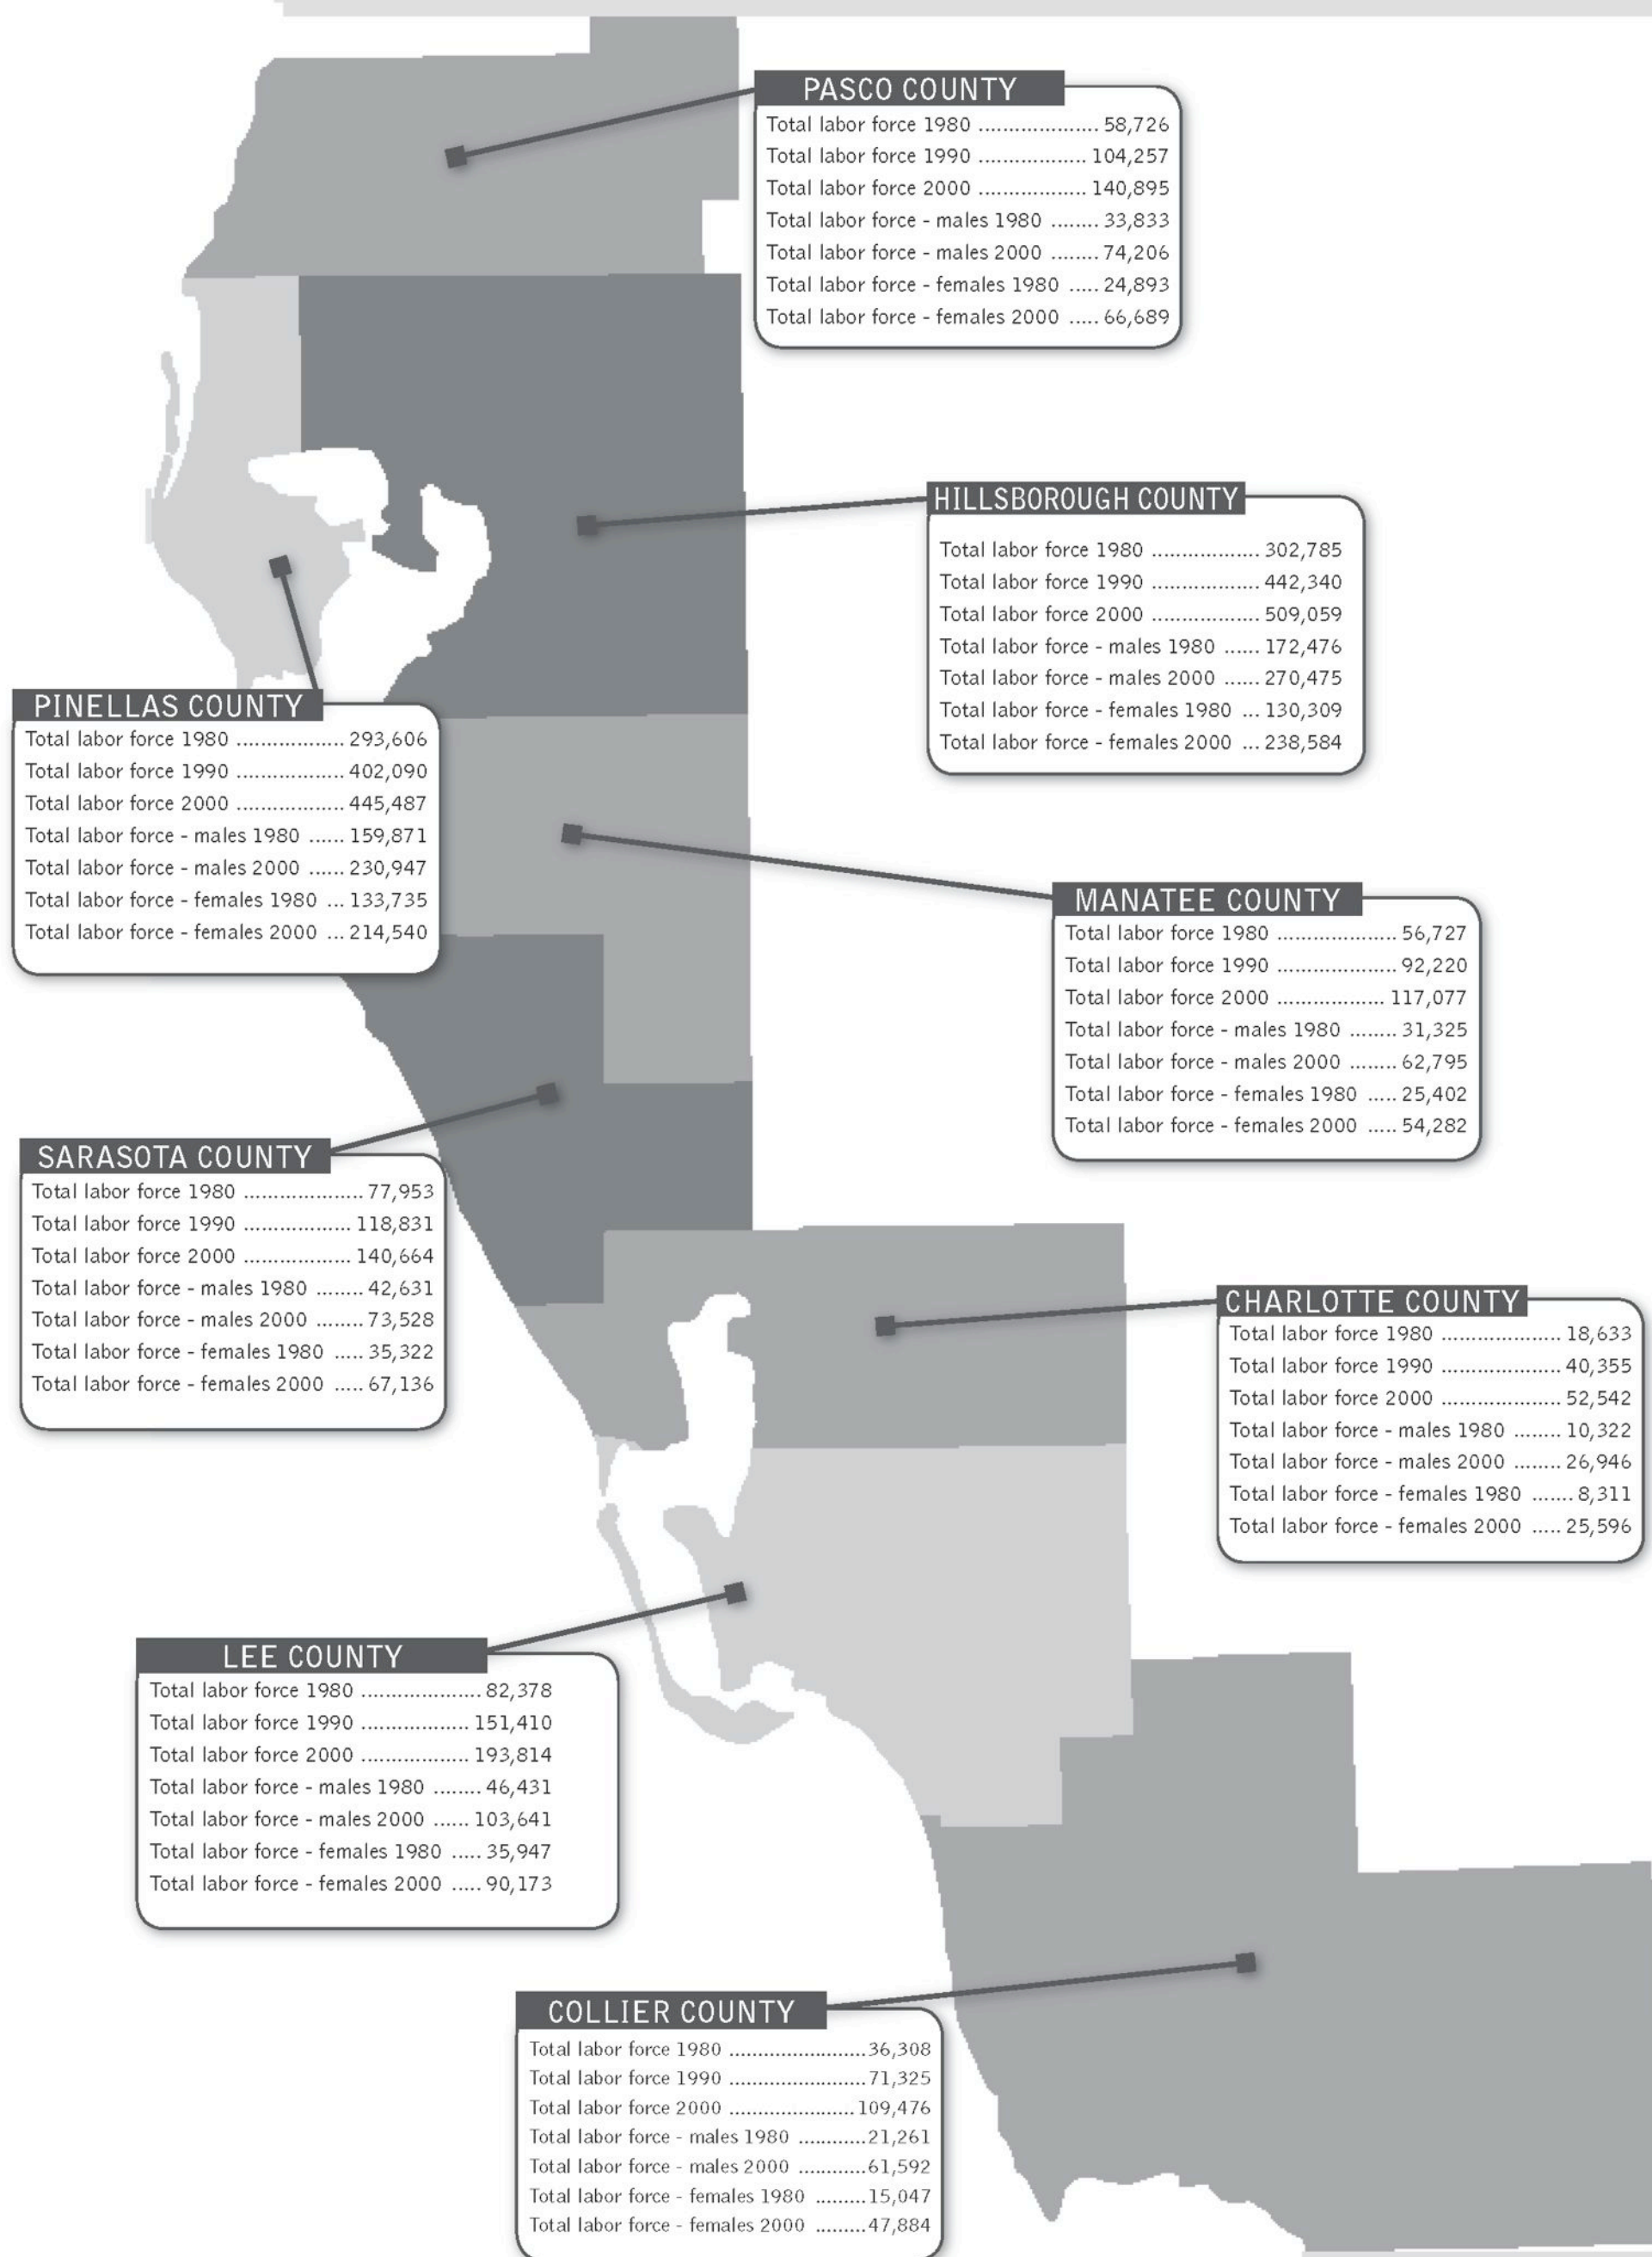 PASCO COUNTY
Total labor force 1980 .................... 58,726
Total labor force 1990 .................. 104,257
Total labor force 2000 .................. 140,895
Total labor force - males 1980 ........ 33,833
Total labor force - males 2000 ........ 74,206
Total labor force - females 1980 ..... 24,893
Total labor force - females 2000 ..... 66,689
HILLSBOROUGH COUNTY
Total labor force 1980 .................. 302,785
Total labor force 1990 .................. 442,340
Total labor force 2000 .................. 509,059
Total labor force - males 1980 ...... 172,476
Total labor force - males 2000 ...... 270,475
Total labor force - females 1980 ... 130,309
Total labor force - females 2000 ... 238,584
PINELLAS COUNTY
Total labor force 1980 .................. 293,606
Total labor force 1990 .................. 402,090
Total labor force 2000 .................. 445,487
Total labor force - males 1980 ...... 159,871
Total labor force - males 2000 ...... 230,947
Total labor force - females 1980 ... 133,735
Total labor force - females 2000 ... 214,540
MANATEE COUNTY
Total labor force 1980 .................... 56,727
Total labor force 1990 .................... 92,220
Total labor force 2000 .................. 117,077
Total labor force - males 1980 ........ 31,325
Total labor force - males 2000 ........ 62,795
Total labor force - females 1980 ..... 25,402
Total labor force - females 2000 ..... 54,282
SARASOTA COUNTY
Total labor force 1980 .................... 77,953
Total labor force 1990 .................. 118,831
Total labor force 2000 .................. 140,664
Total labor force - males 1980 ........ 42,631
Total labor force - males 2000 ........ 73,528
Total labor force - females 1980 ..... 35,322
Total labor force - females 2000 ..... 67,136
CHARLOTTE COUNTY
Total labor force 1980 .................... 18,633
Total labor force 1990 .................... 40,355
Total labor force 2000 .................... 52,542
Total labor force - males 1980 ........ 10,322
Total labor force - males 2000 ........ 26,946
Total labor force - females 1980 ....... 8,311
Total labor force - females 2000 ..... 25,596
LEE COUNTY
Total labor force 1980 .................... 82,378
Total labor force 1990 .................. 151,410
Total labor force 2000 .................. 193,814
Total labor force - males 1980 ........ 46,431
Total labor force - males 2000 ...... 103,641
Total labor force - females 1980 ..... 35,947
Total labor force - females 2000 ..... 90,173
COLLIER COUNTY
Total labor force 1980 ........................36,308
Total labor force 1990 ........................71,325
Total labor force 2000 ......................109,476
Total labor force - males 1980 ............21,261
Total labor force - males 2000 ............61,592
Total labor force - females 1980 .........15,047
Total labor force - females 2000 .........47,884